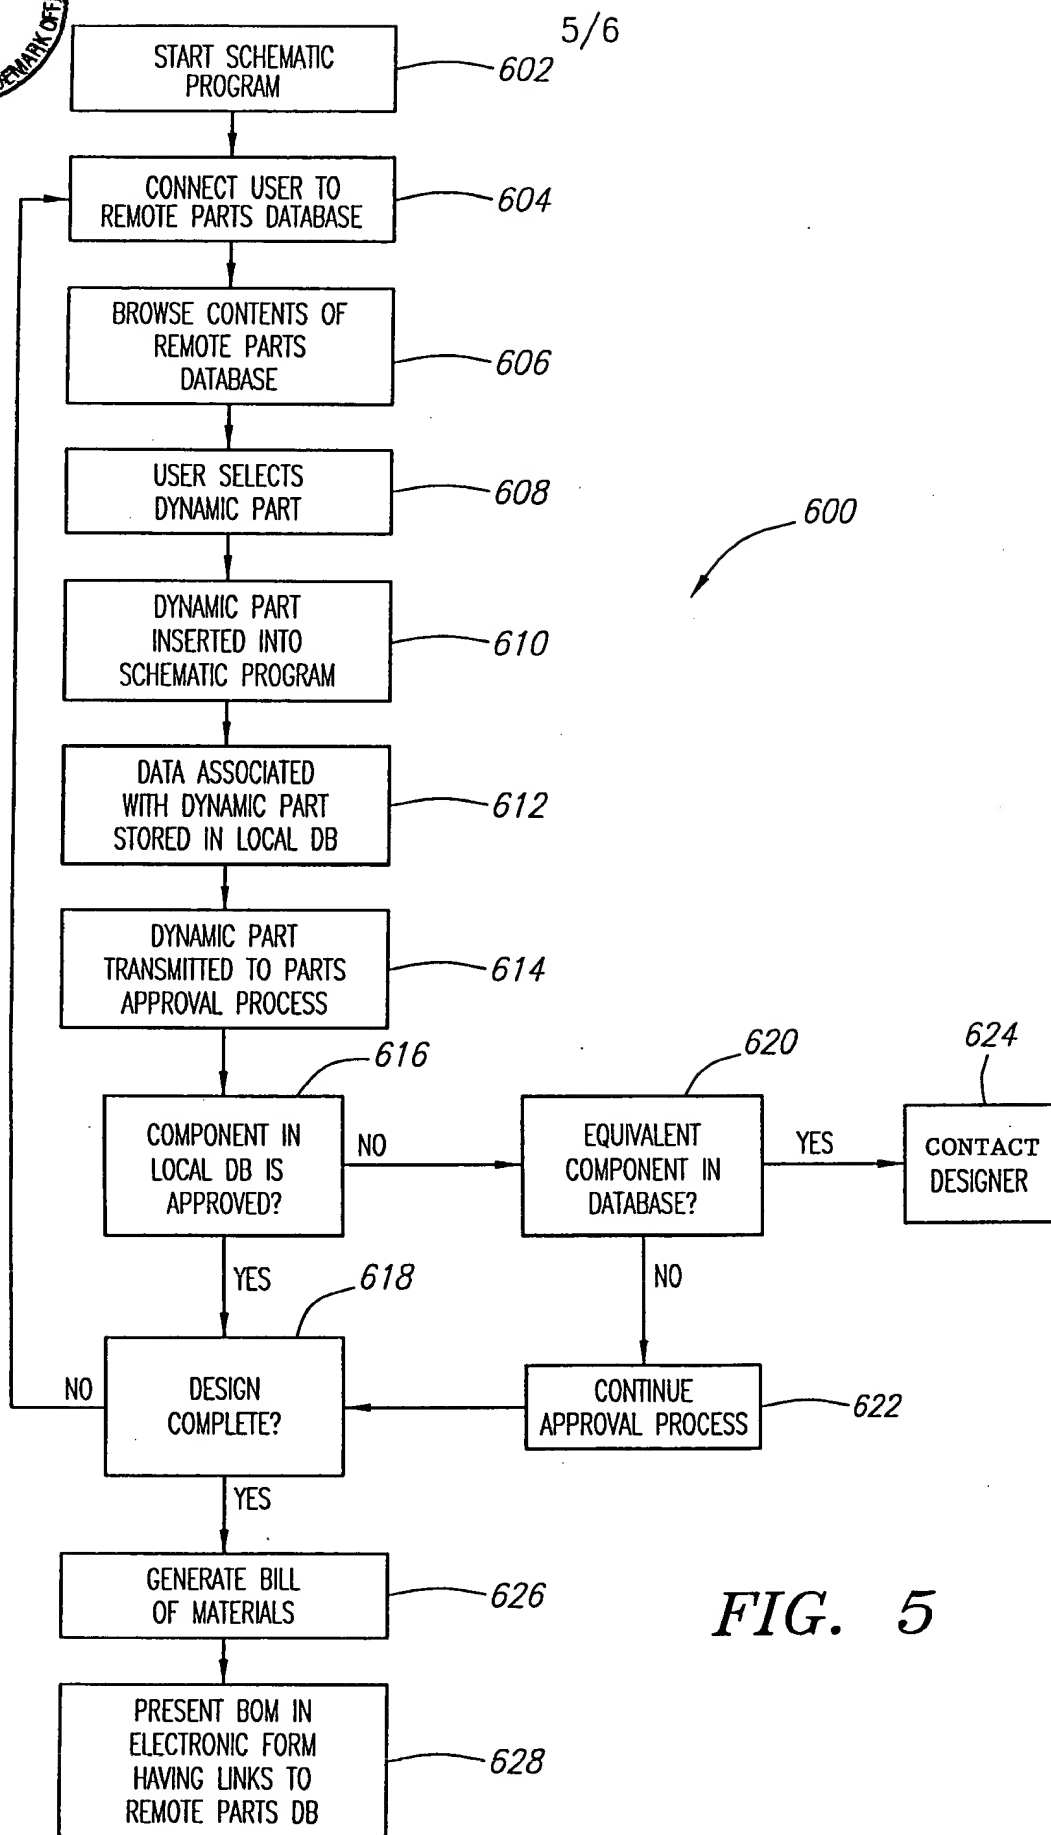 5/6
DEMARK OFF
START SCHEMATIC
PROGRAM
602
CONNECT USER TO
REMOTE PARTS DATABASE
604
BROWSE CONTENTS OF
REMOTE PARTS
DATABASE
606
USER SELECTS
DYNAMIC PART
608
600
DYNAMIC PART
INSERTED INTO
SCHEMATIC PROGRAM
610
DATA ASSOCIATED
WITH DYNAMIC PART
STORED IN LOCAL DB
612
DYNAMIC PART
TRANSMITTED TO PARTS
APPROVAL PROCESS
614
616
COMPONENT IN
LOCAL DB IS
APPROVED?
NO
620
EQUIVALENT
COMPONENT IN
DATABASE?
YES
624
CONTACT
DESIGNER
YES
NO
618
DESIGN
COMPLETE?
NO
CONTINUE
APPROVAL PROCESS
622
YES
GENERATE BILL
OF MATERIALS
626
PRESENT BOM IN
ELECTRONIC FORM
HAVING LINKS TO
REMOTE PARTS DB
628
FIG. 5